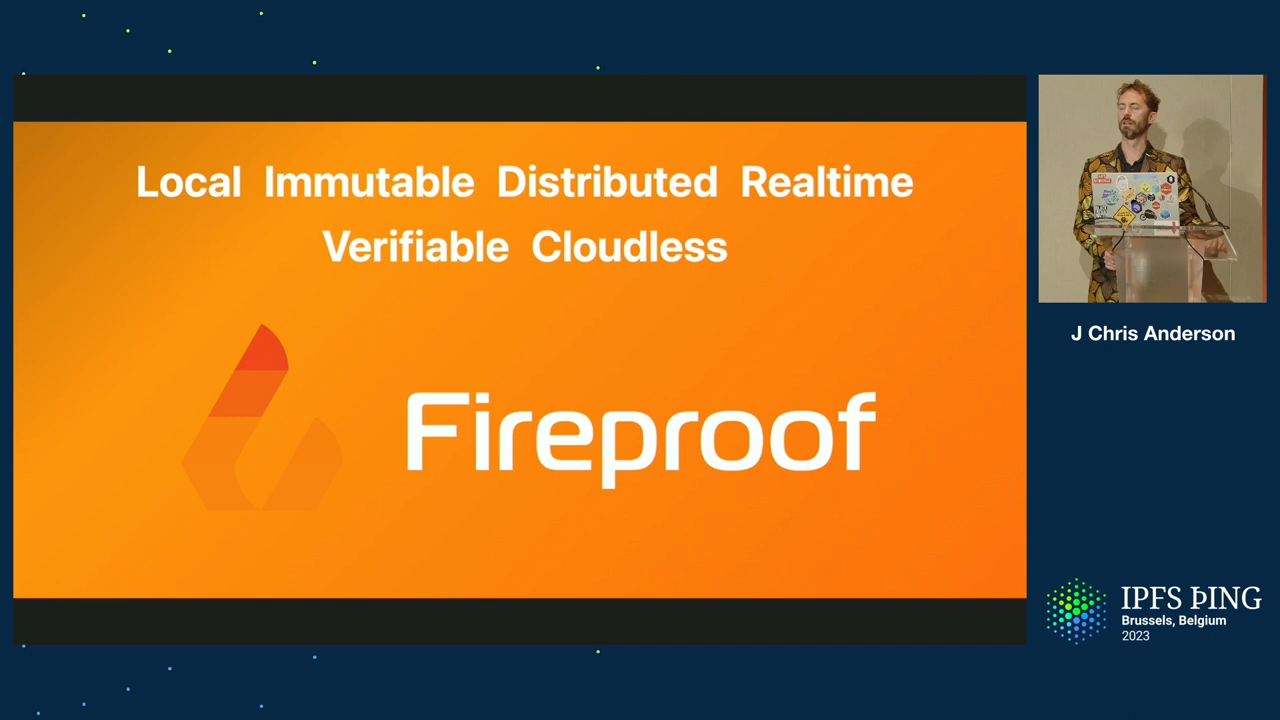 Local Immutable Distributed Realtime
Verifiable Cloudless
Fireproof
J Chris Anderson
IPFS ÞING
Brussels, Belgium
2023